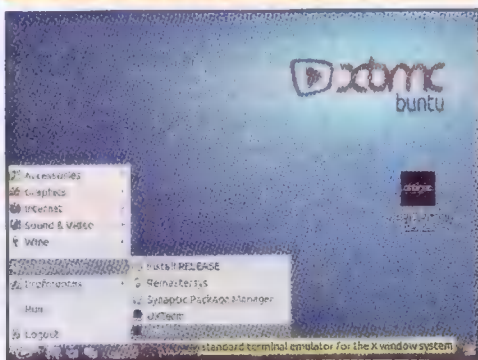 xbmc
buntu
Accessories
Graphics
Internet
Sound & Video
Wine
Preferences
Run
Logout
Install RELEASE
Remastersys
Synaptic Package Manager
UXTerm
standard terminal emulator for the X window system